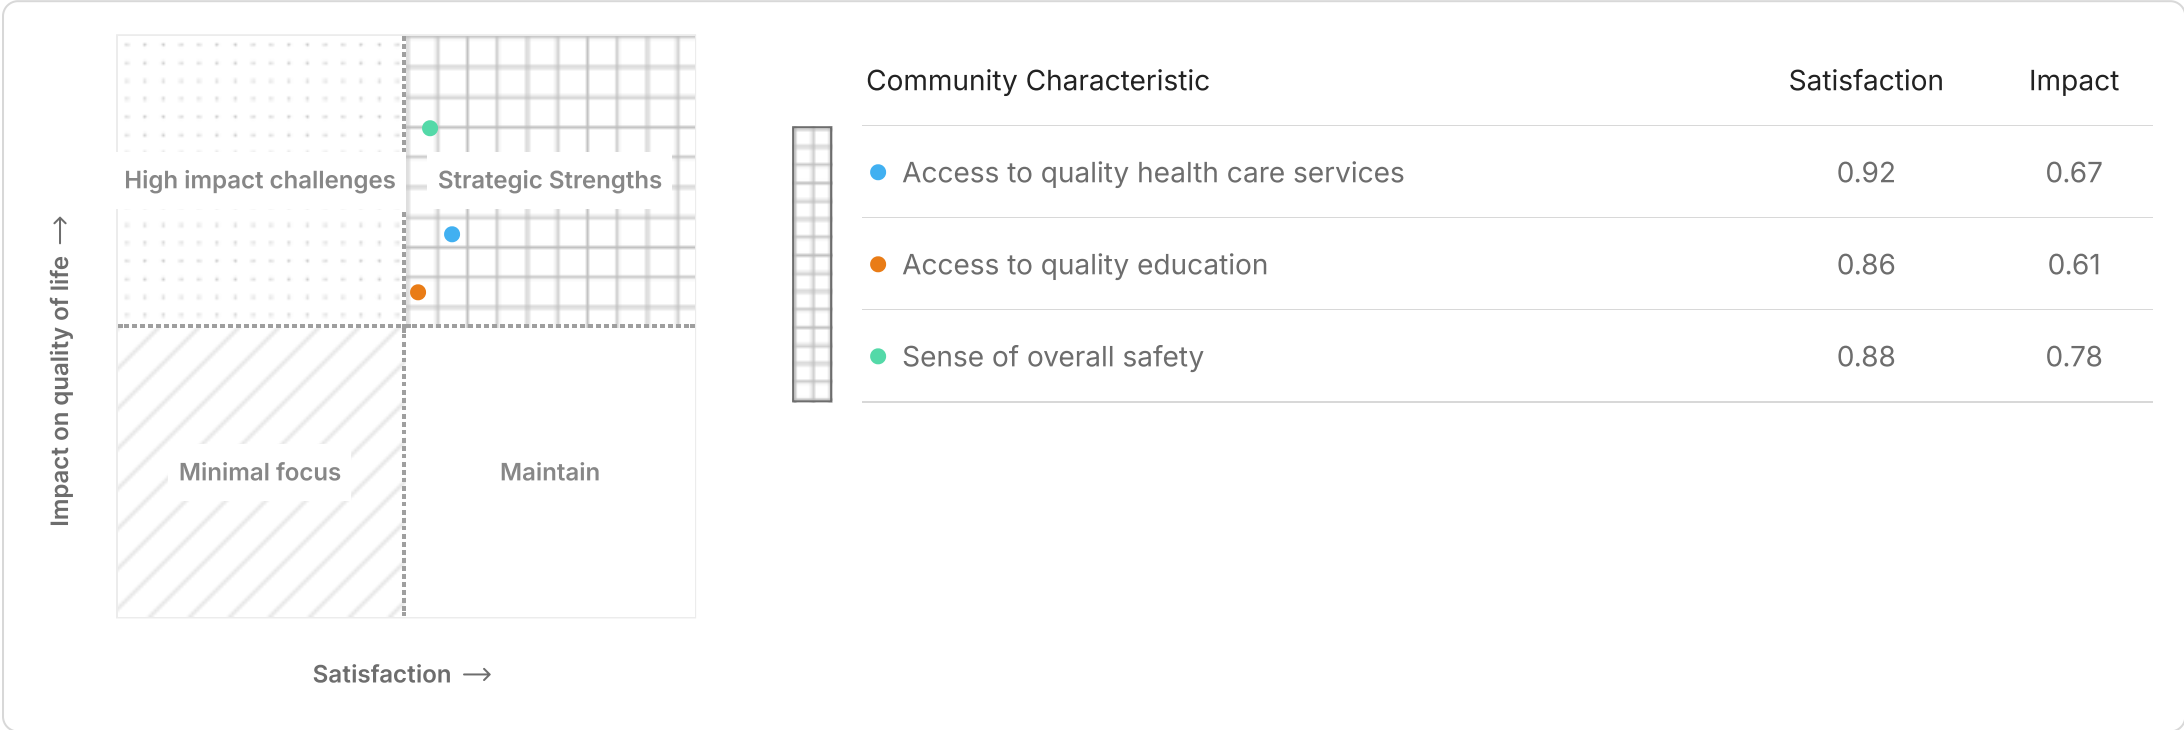 High impact challenges
Strategic Strengths
Minimal focus
Maintain
Impact on quality of life →
Satisfaction →
Community Characteristic Satisfaction Impact
Access to quality health care services 0.92 0.67
Access to quality education 0.86 0.61
Sense of overall safety 0.88 0.78